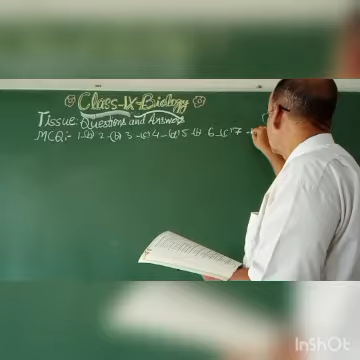 Class-IX-Biology
Tissue: Questions and Answers
MCQ:- 1-(b) 2-(b) 3-(c) 4-(d) 5-(b) 6-(c) 7-
InShOt